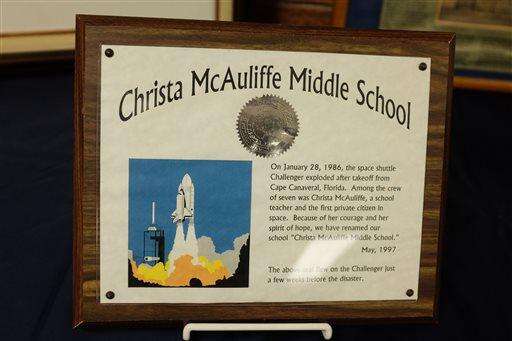 Christa McAuliffe Middle School
On January 28, 1986, the space shuttle
Challenger exploded after takeoff from
Cape Canaveral, Florida. Among the crew
of seven was Christa McAuliffe, a school
teacher and the first private citizen in
space. Because of her courage and her
spirit of hope, we have renamed our
school "Christa McAuliffe Middle School."
May, 1997
The above seal flew on the Challenger just
a few weeks before the disaster.